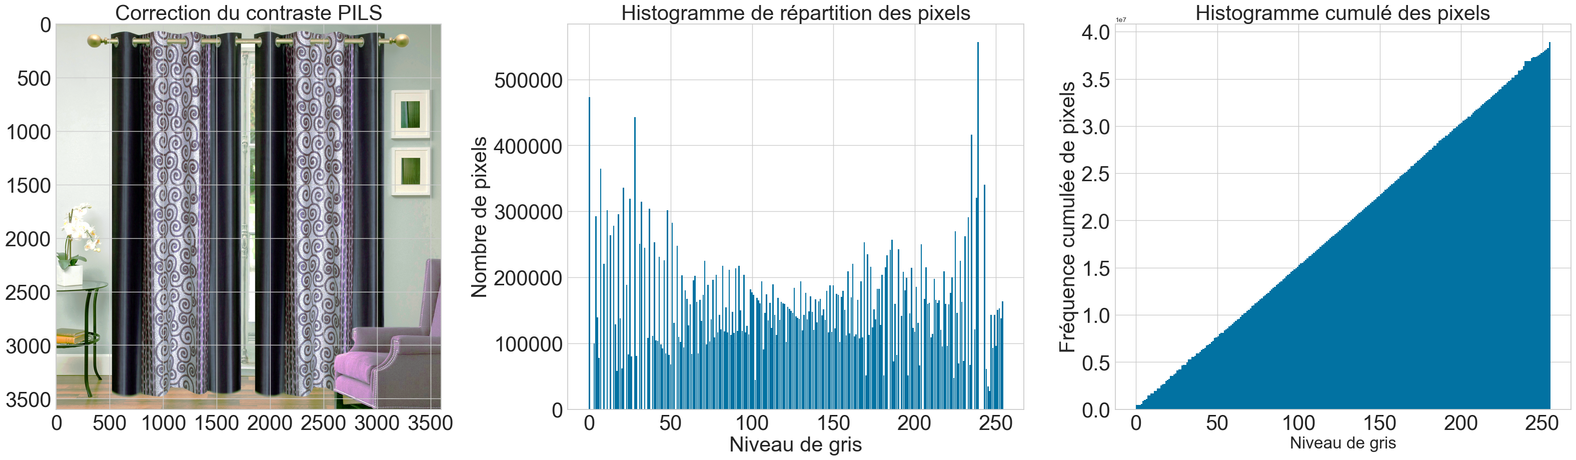 Correction du contraste PILS
0
500
1000
1500
2000
2500
3000
3500
0 500 1000 1500 2000 2500 3000 3500
Histogramme de répartition des pixels
Nombre de pixels
500000
400000
300000
200000
100000
0
0 50 100 150 200 250
Niveau de gris
Histogramme cumulé des pixels
1e7
Fréquence cumulée de pixels
4.0
3.5
3.0
2.5
2.0
1.5
1.0
0.5
0.0
0 50 100 150 200 250
Niveau de gris